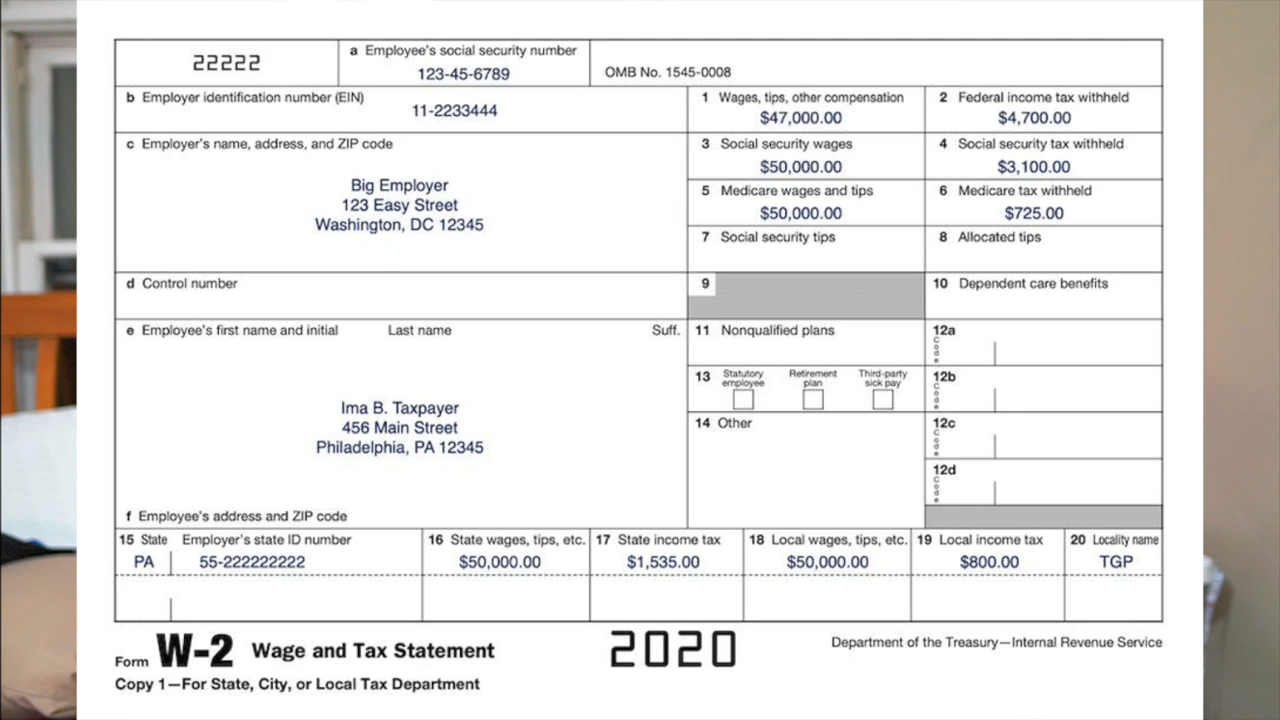 22222
a Employee's social security number
123-45-6789
OMB No. 1545-0008
b Employer identification number (EIN)
11-2233444
1 Wages, tips, other compensation
$47,000.00
2 Federal income tax withheld
$4,700.00
c Employer's name, address, and ZIP code
Big Employer
123 Easy Street
Washington, DC 12345
3 Social security wages
$50,000.00
4 Social security tax withheld
$3,100.00
5 Medicare wages and tips
$50,000.00
6 Medicare tax withheld
$725.00
7 Social security tips
8 Allocated tips
d Control number
9
10 Dependent care benefits
e Employee's first name and initial Last name Suff.
Ima B. Taxpayer
456 Main Street
Philadelphia, PA 12345
f Employee's address and ZIP code
11 Nonqualified plans
12a
Code
13 Statutory employee Retirement plan Third-party sick pay
12b
Code
14 Other
12c
Code
12d
Code
15 State Employer's state ID number
PA 55-222222222
16 State wages, tips, etc.
$50,000.00
17 State income tax
$1,535.00
18 Local wages, tips, etc.
$50,000.00
19 Local income tax
$800.00
20 Locality name
TGP
Form W-2 Wage and Tax Statement
2020
Department of the Treasury—Internal Revenue Service
Copy 1—For State, City, or Local Tax Department